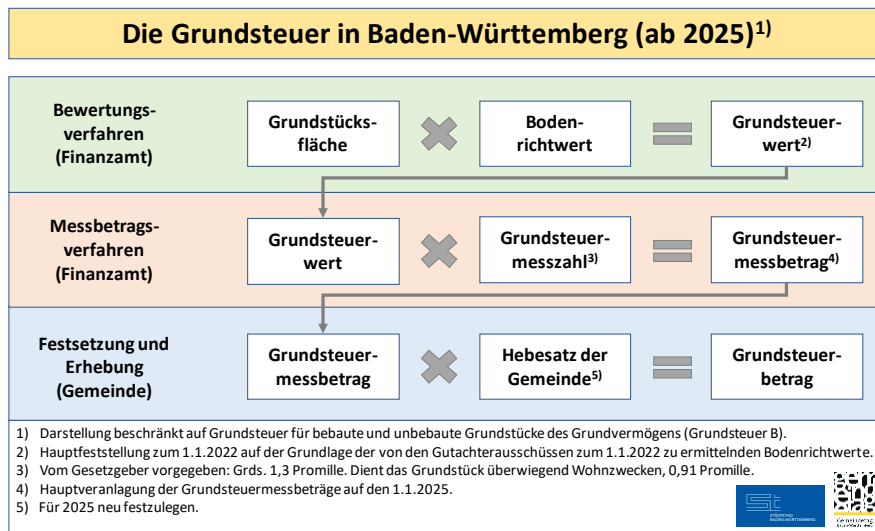 Die Grundsteuer in Baden-Württemberg (ab 2025)1)
Bewertungs-
verfahren
(Finanzamt)
Grundstücks-
fläche
Boden-
richtwert
Grundsteuer
wert2)
Messbetrags-
verfahren
(Finanzamt)
Grundsteuer
wert
Grundsteuer-
messzahl3)
Grundsteuer-
messbetrag4)
Festsetzung und
Erhebung
(Gemeinde)
Grundsteuer-
messbetrag
Hebesatz der
Gemeinde5)
Grundsteuer-
betrag
1) Darstellung beschränkt auf Grundsteuer für bebaute und unbebaute Grundstücke des Grundvermögens (Grundsteuer B).
2) Hauptfeststellung zum 1.1.2022 auf der Grundlage der von den Gutachterausschüssen zum 1.1.2022 zu ermittelnden Bodenrichtwerte.
3) Vom Gesetzgeber vorgegeben: Grds. 1,3 Promille. Dient das Grundstück überwiegend Wohnzwecken, 0,91 Promille.
4) Hauptveranlagung der Grundsteuermessbeträge auf den 1.1.2025.
5) Für 2025 neu festzulegen.
STÄDTETAG
BADEN-WÜRTTEMBERG
Gemeindetag